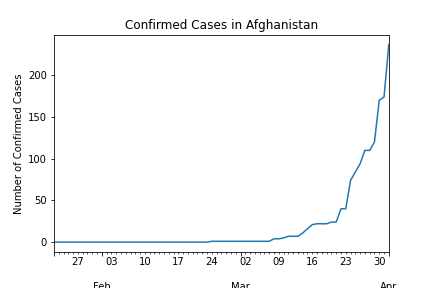 Confirmed Cases in Afghanistan
Number of Confirmed Cases
200
150
100
50
0
27 03 10 17 24 02 09 16 23 30
Feb Mar Apr